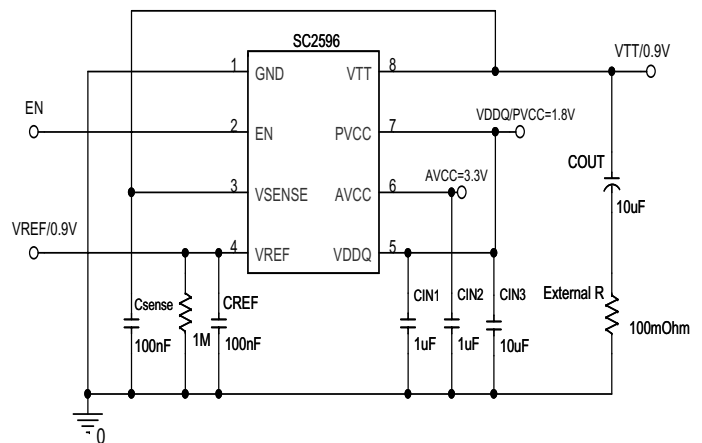 SC2596
VTT/0.9V
1 GND VTT 8
EN
VDDQ/PVCC=1.8V
2 EN PVCC 7
AVCC=3.3V
COUT
3 VSENSE AVCC 6
10uF
VREF/0.9V
4 VREF VDDQ 5
Csense CREF CIN1 CIN2 CIN3 External R
100nF 1M 100nF 1uF 1uF 10uF 100mOhm
0